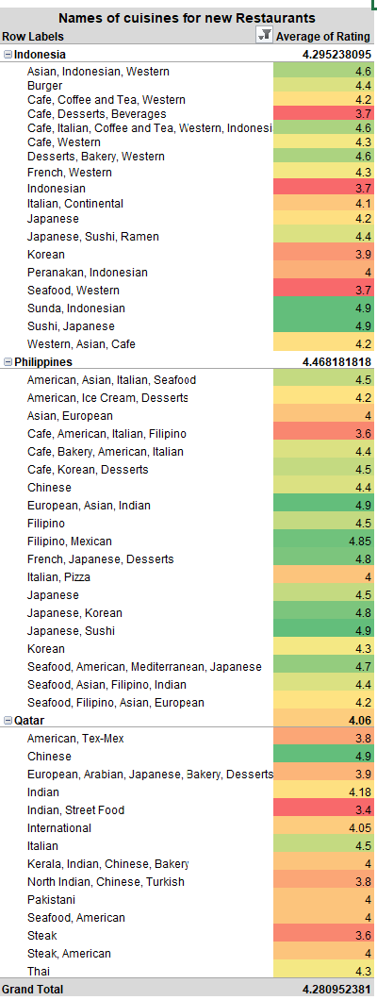 Names of cuisines for new Restaurants
Row Labels Average of Rating
Indonesia 4.295238095
Asian, Indonesian, Western 4.6
Burger 4.4
Cafe, Coffee and Tea, Western 4.2
Cafe, Desserts, Beverages 3.7
Cafe, Italian, Coffee and Tea, Western, Indonesi 4.6
Cafe, Western 4.3
Desserts, Bakery, Western 4.6
French, Western 4.3
Indonesian 3.7
Italian, Continental 4.1
Japanese 4.2
Japanese, Sushi, Ramen 4.4
Korean 3.9
Peranakan, Indonesian 4
Seafood, Western 3.7
Sunda, Indonesian 4.9
Sushi, Japanese 4.9
Western, Asian, Cafe 4.2
Philippines 4.468181818
American, Asian, Italian, Seafood 4.5
American, Ice Cream, Desserts 4.2
Asian, European 4
Cafe, American, Italian, Filipino 3.6
Cafe, Bakery, American, Italian 4.4
Cafe, Korean, Desserts 4.5
Chinese 4.4
European, Asian, Indian 4.9
Filipino 4.5
Filipino, Mexican 4.85
French, Japanese, Desserts 4.8
Italian, Pizza 4
Japanese 4.5
Japanese, Korean 4.8
Japanese, Sushi 4.9
Korean 4.3
Seafood, American, Mediterranean, Japanese 4.7
Seafood, Asian, Filipino, Indian 4.4
Seafood, Filipino, Asian, European 4.2
Qatar 4.06
American, Tex-Mex 3.8
Chinese 4.9
European, Arabian, Japanese, Bakery, Desserts 3.9
Indian 4.18
Indian, Street Food 3.4
International 4.05
Italian 4.5
Kerala, Indian, Chinese, Bakery 4
North Indian, Chinese, Turkish 3.8
Pakistani 4
Seafood, American 4
Steak 3.6
Steak, American 4
Thai 4.3
Grand Total 4.280952381